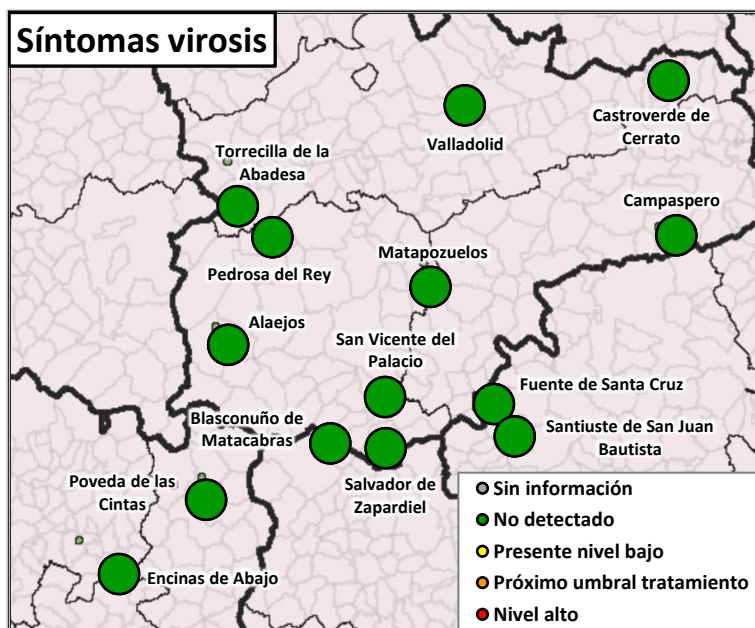 Síntomas virosis
Valladolid
Castroverde de
Cerrato
Torrecilla de la
Abadesa
Campaspero
Pedrosa del Rey
Matapozuelos
Alaejos
San Vicente del
Palacio
Fuente de Santa Cruz
Blasconuño de
Matacabras
Santiuste de San Juan
Bautista
Poveda de las
Cintas
Salvador de
Zapardiel
Encinas de Abajo
Sin información
No detectado
Presente nivel bajo
Próximo umbral tratamiento
Nivel alto